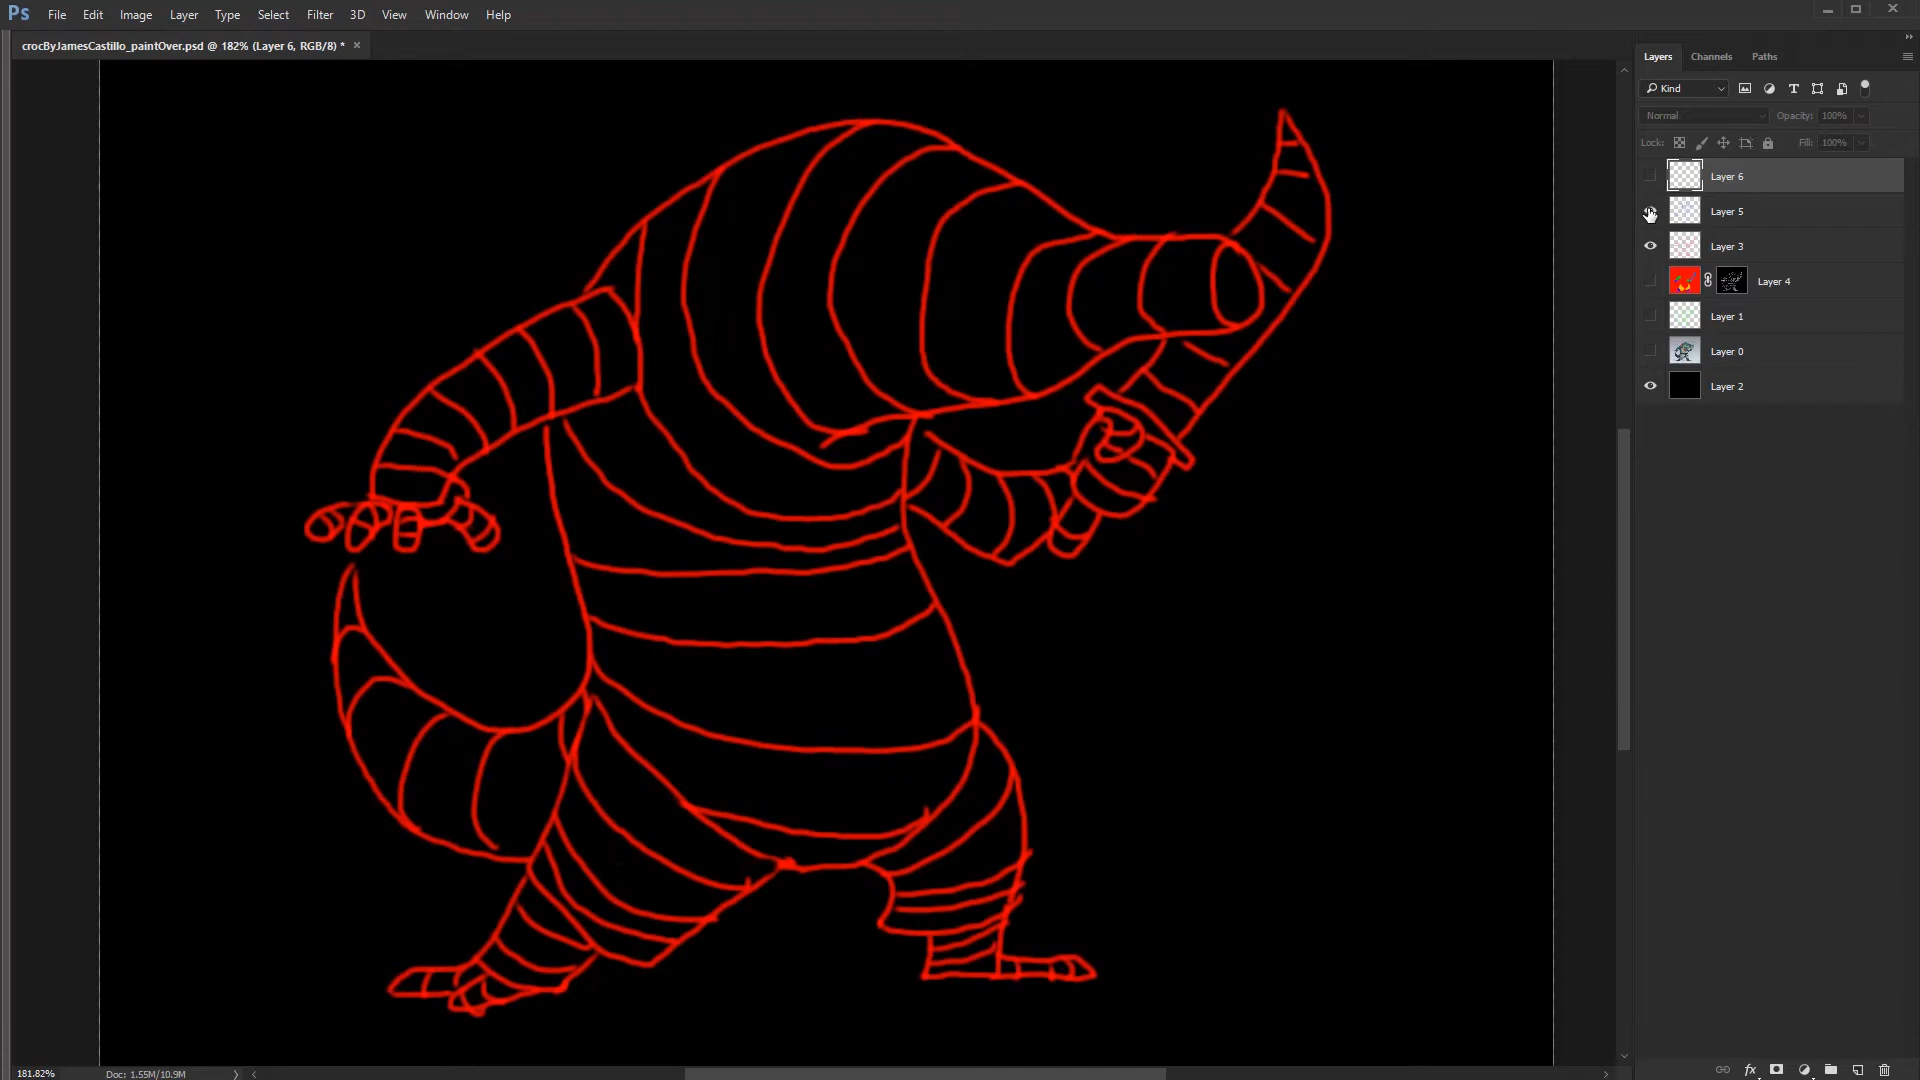 Ps File Edit Image Layer Type Select Filter 3D View Window Help
crocByJamesCastillo_paintOver.psd @ 182% (Layer 6, RGB/8) *
Layers Channels Paths
Kind
Normal Opacity: 100%
Lock: Fill: 100%
Layer 6
Layer 5
Layer 3
Layer 4
Layer 1
Layer 0
Layer 2
181.82% Doc: 1.55M/10.9M
fx